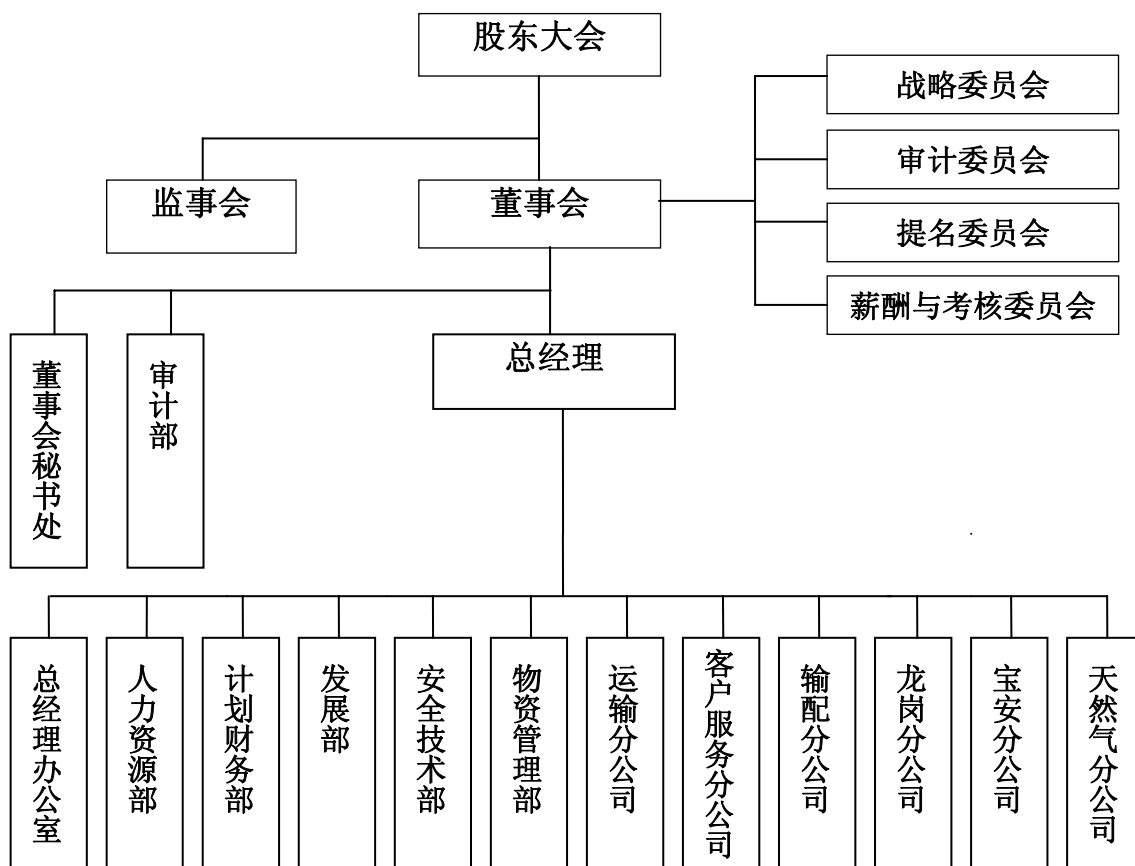 股东大会
战略委员会
审计委员会
监事会
董事会
提名委员会
薪酬与考核委员会
总经理
董事会秘书处
审计部
总经理办公室
人力资源部
计划财务部
发展部
安全技术部
物资管理部
运输分公司
客户服务分公司
输配分公司
龙岗分公司
宝安分公司
天然气分公司